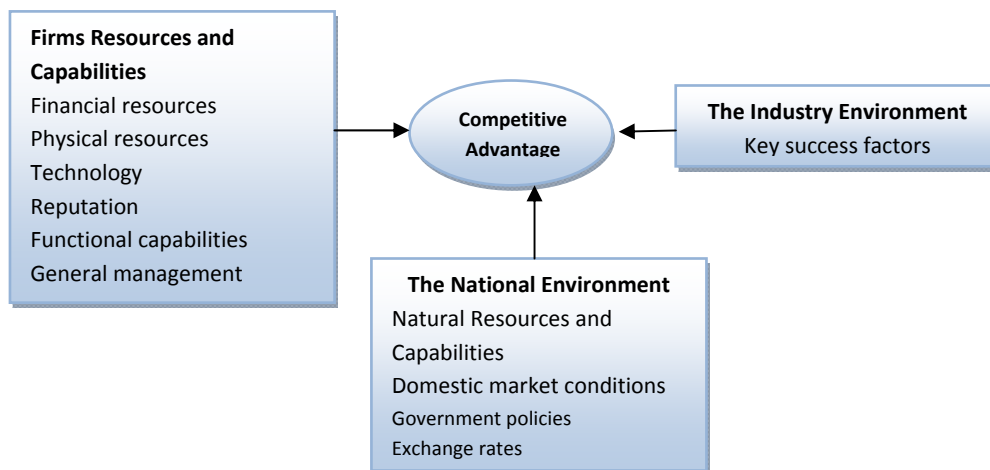 Firms Resources and
Capabilities
Financial resources
Physical resources
Technology
Reputation
Functional capabilities
General management
Competitive
Advantage
The Industry Environment
Key success factors
The National Environment
Natural Resources and
Capabilities
Domestic market conditions
Government policies
Exchange rates